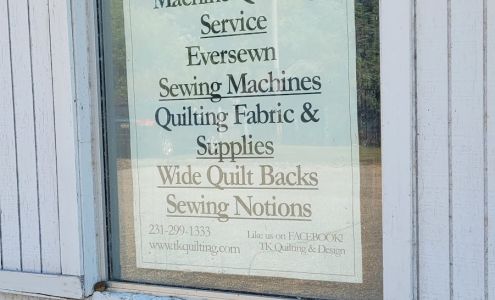 Machine
Service
Eversewn
Sewing Machines
Quilting Fabric &
Supplies
Wide Quilt Backs
Sewing Notions
231-299-1333
www.tkquilting.com
Like us on FACEBOOK!
TK Quilting & Design